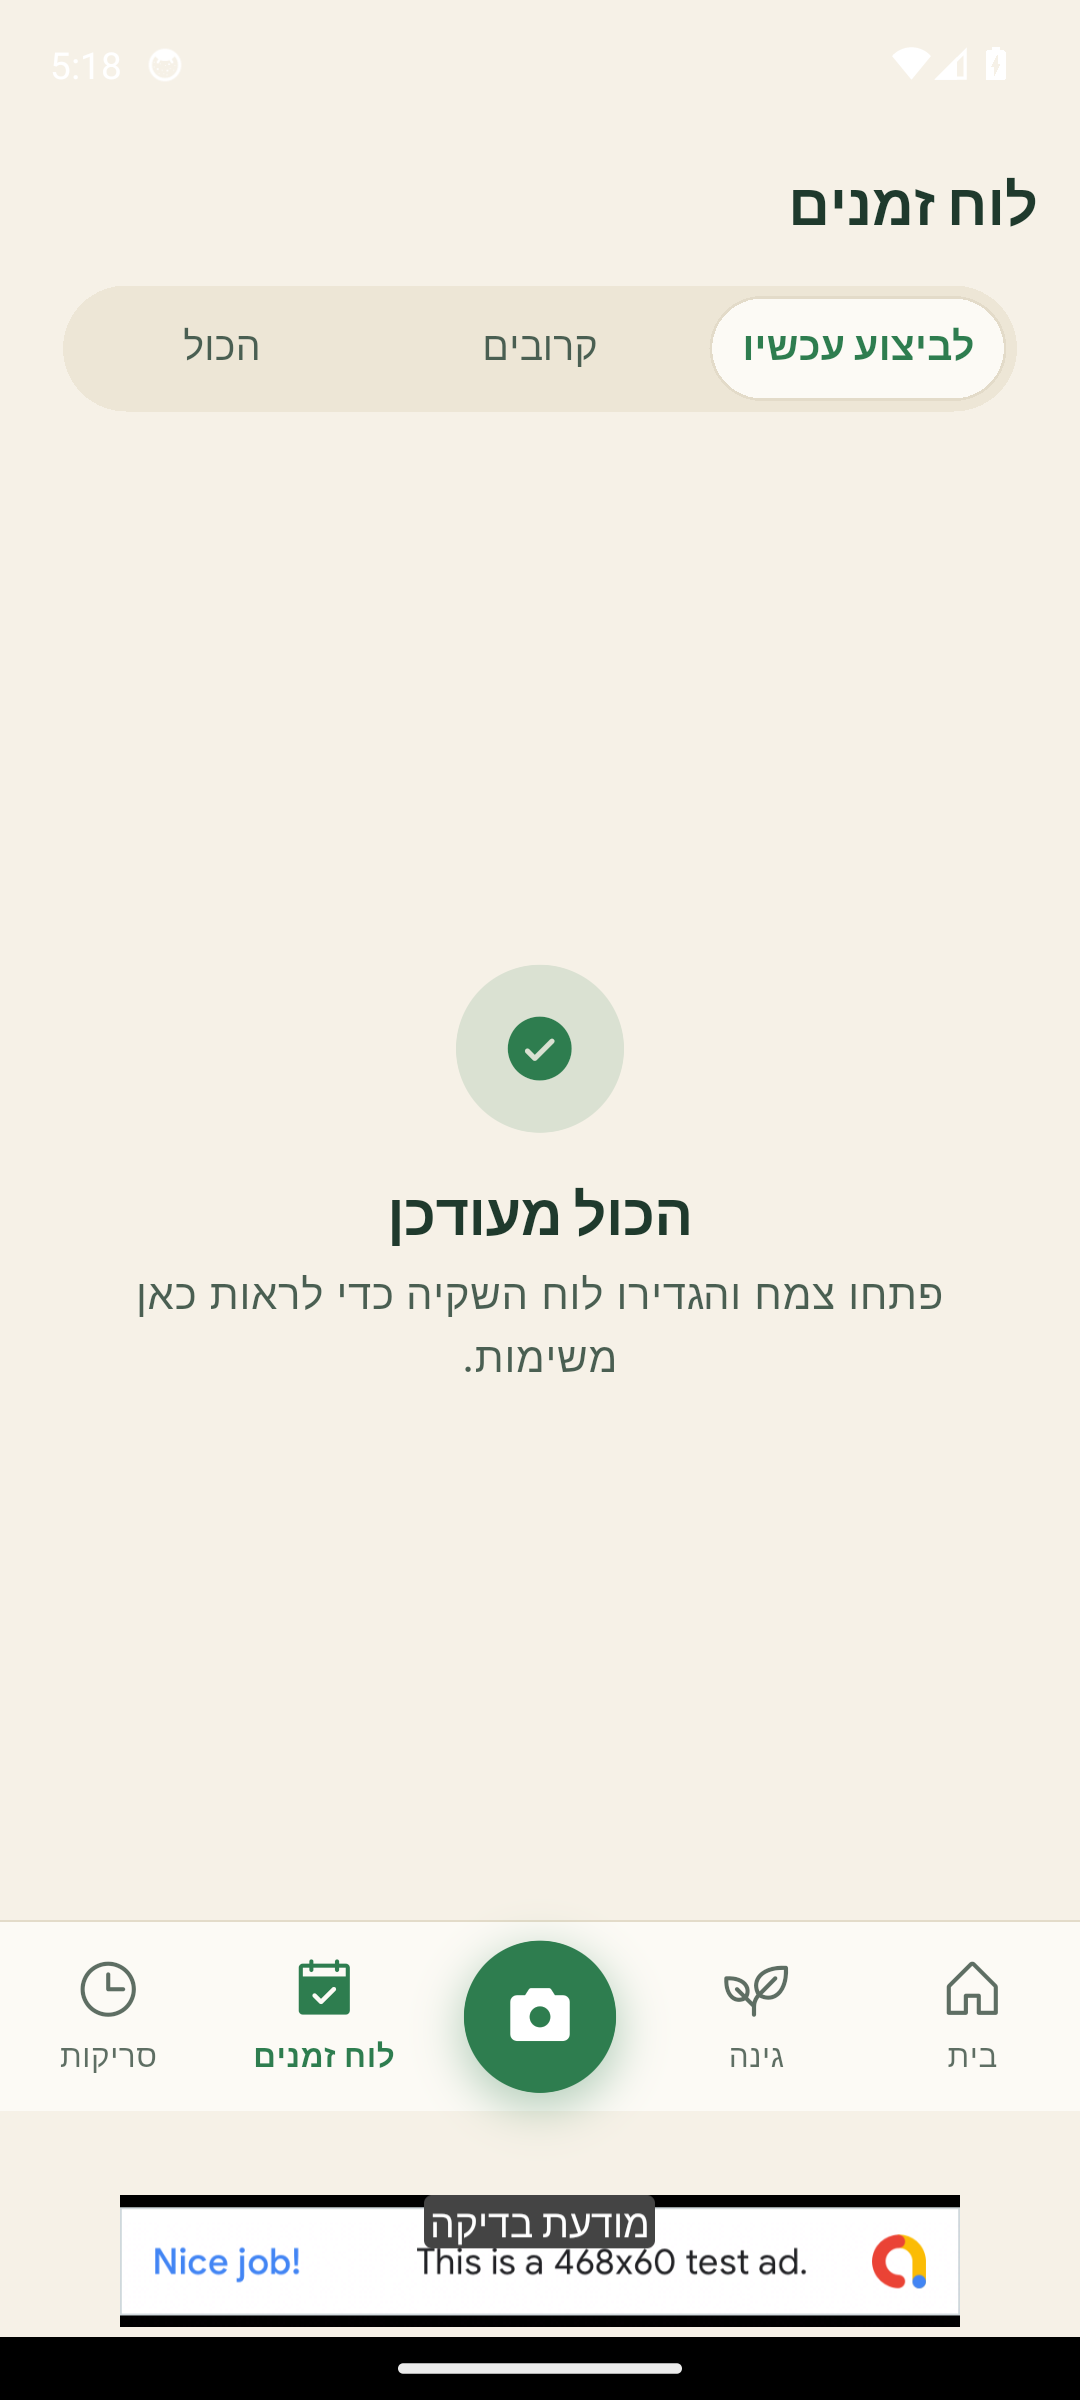 5:18
לוח זמנים
לביצוע עכשיו
קרובים
הכול
הכול מעודכן
פתחו צמח והגדירו לוח השקיה כדי לראות כאן
משימות.
בית
גינה
לוח זמנים
סריקות
מודעת בדיקה
Nice job!
This is a 468x60 test ad.